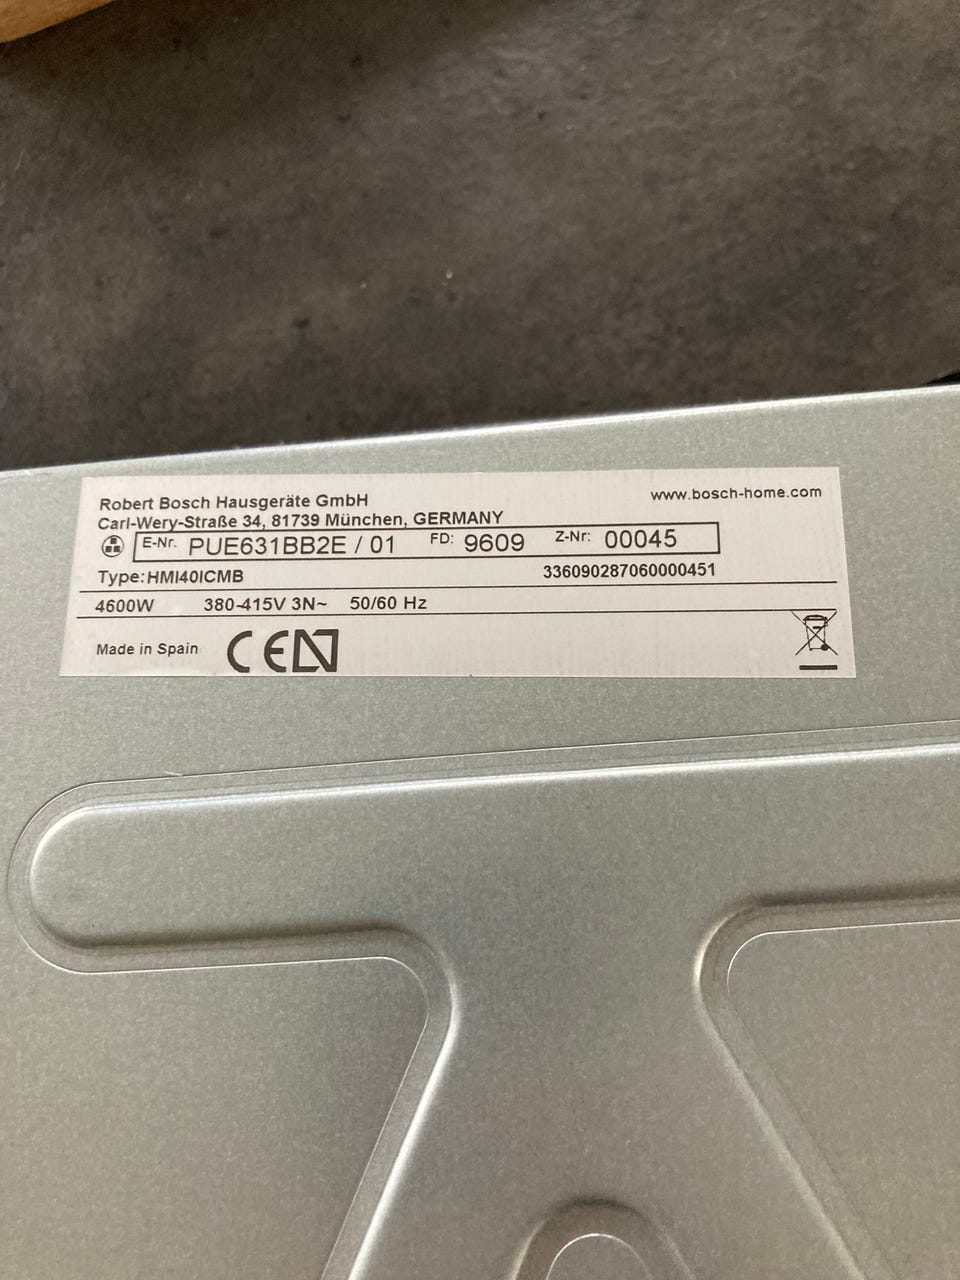 Robert Bosch Hausgeräte GmbH
www.bosch-home.com
Carl-Wery-Straße 34, 81739 München, GERMANY
E-Nr. PUE631BB2E / 01 FD: 9609 Z-Nr: 00045
Type: HMI40ICMB 336090287060000451
4600W 380-415V 3N~ 50/60 Hz
Made in Spain CE N